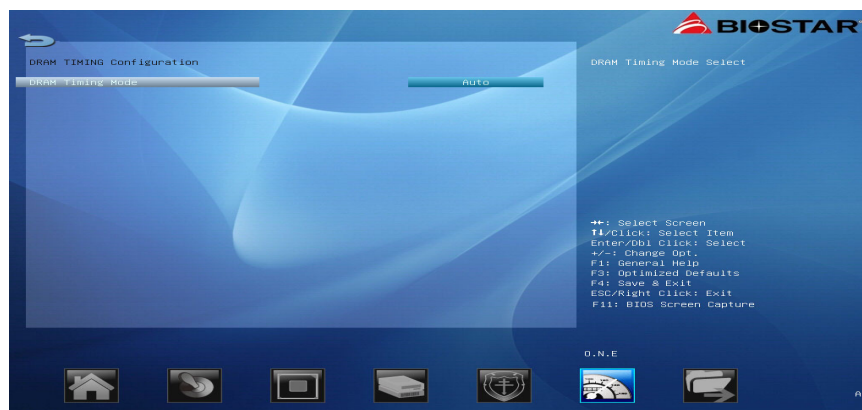 BIOSTAR
DRAM TIMING Configuration
DRAM Timing Mode
Auto
DRAM Timing Mode Select
→←: Select Screen
↑↓/Click: Select Item
Enter/Dbl Click: Select
+/-: Change Opt.
F1: General Help
F3: Optimized Defaults
F4: Save & Exit
ESC/Right Click: Exit
F11: BIOS Screen Capture
O.N.E
A